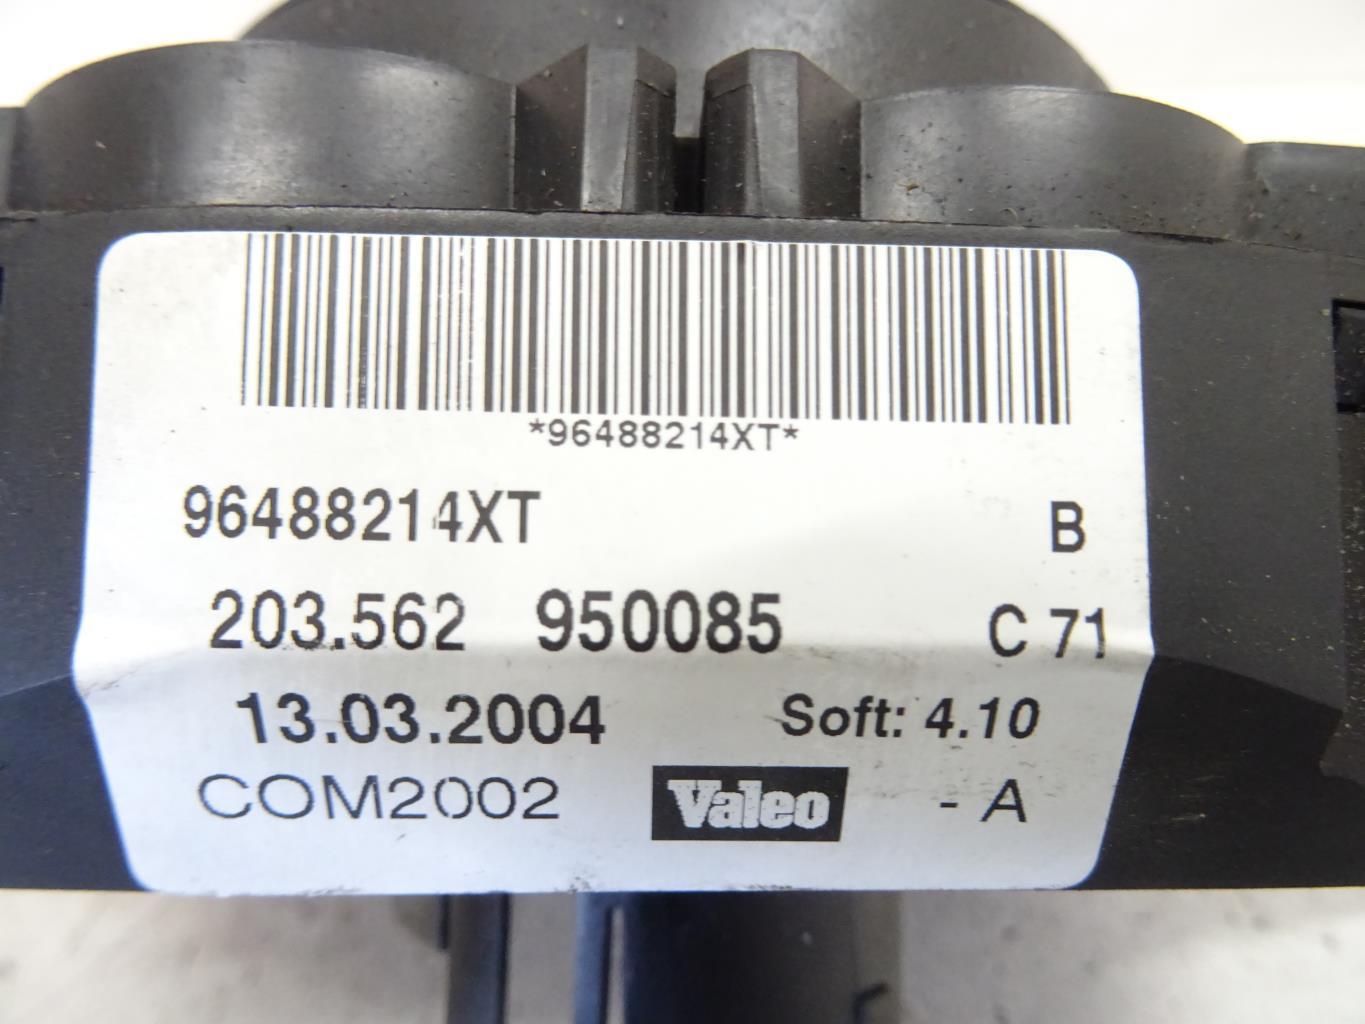 *96488214XT*
96488214XT B
203.562 950085 C 71
13.03.2004 Soft: 4.10
COM2002 Valeo - A